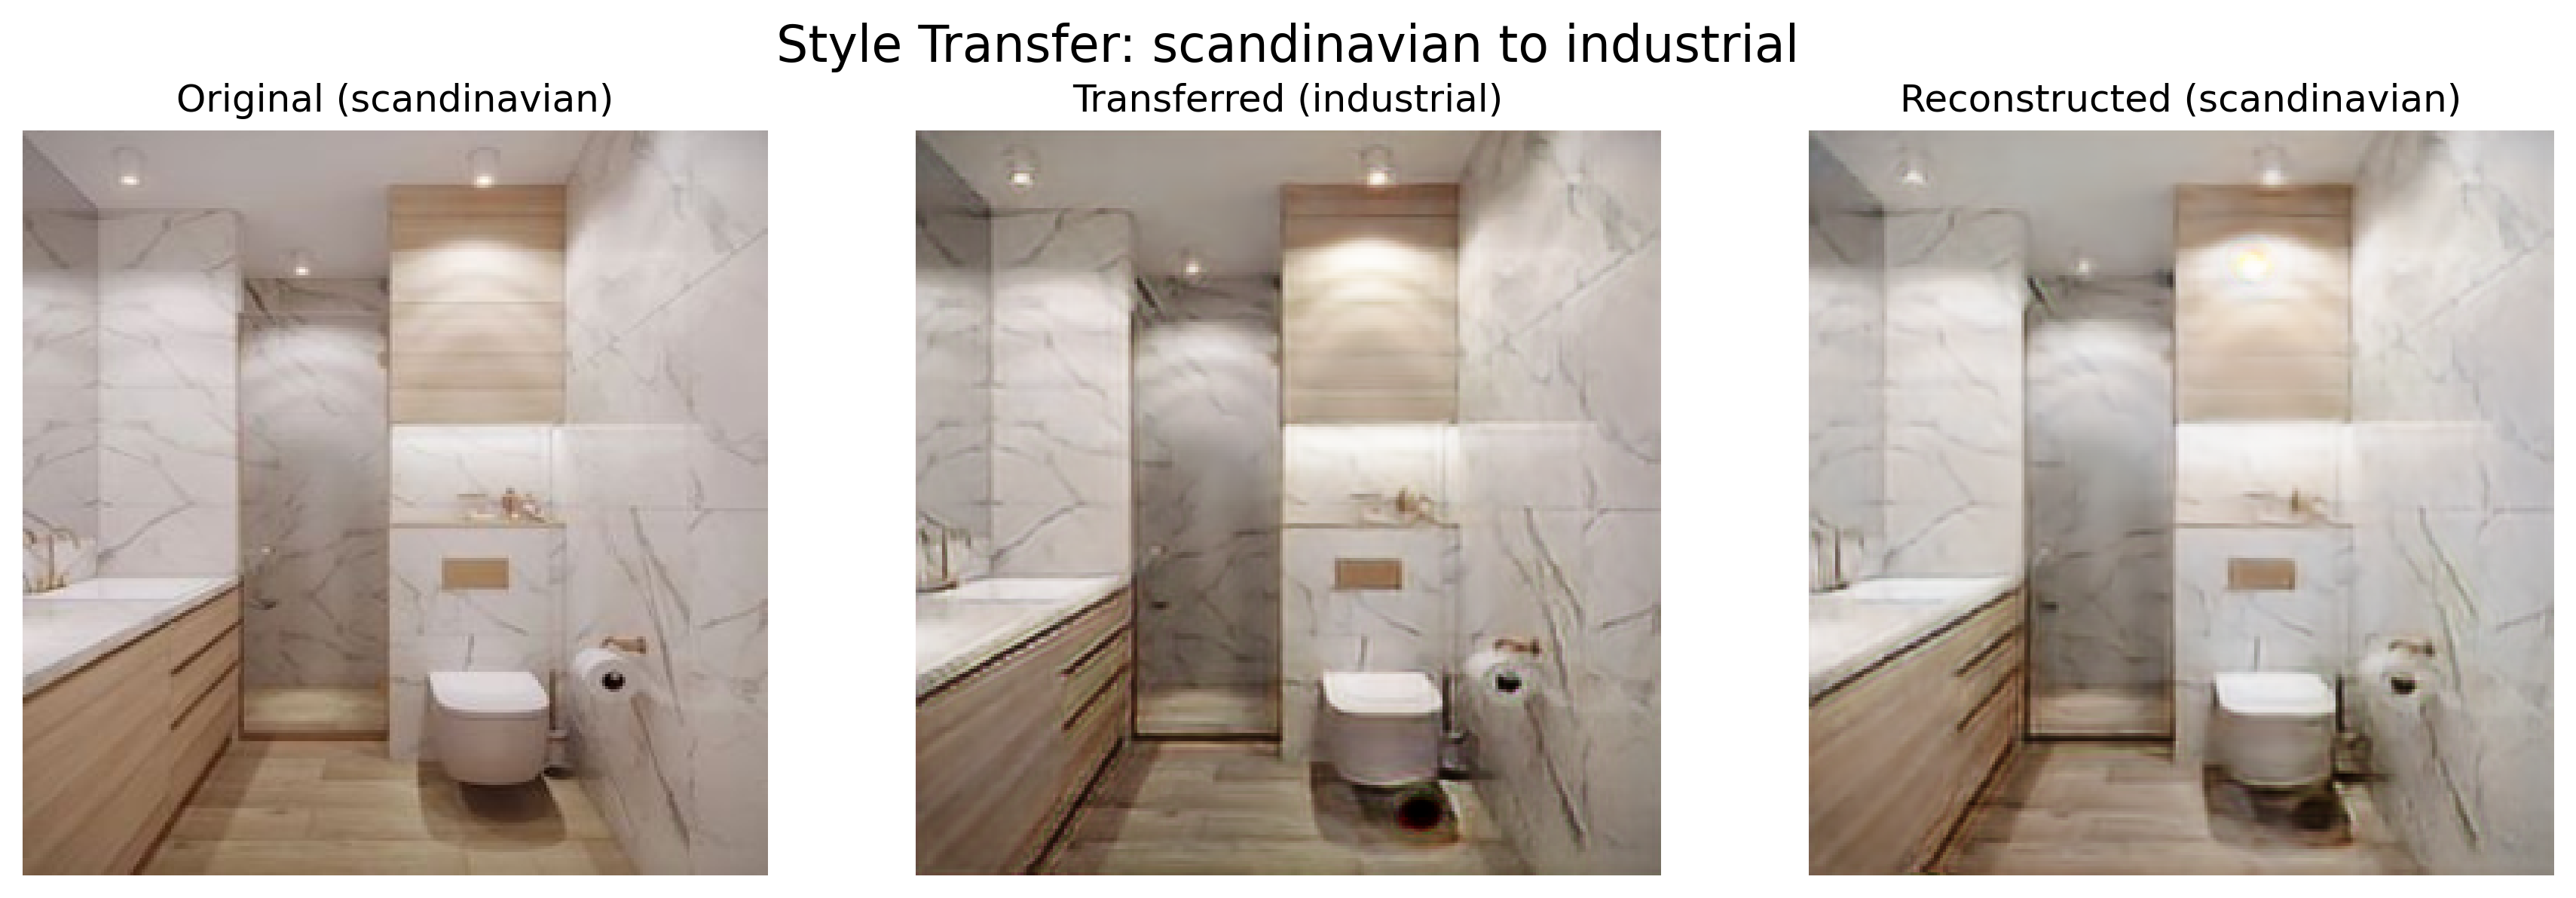 Style Transfer: scandinavian to industrial
Original (scandinavian)
Transferred (industrial)
Reconstructed (scandinavian)